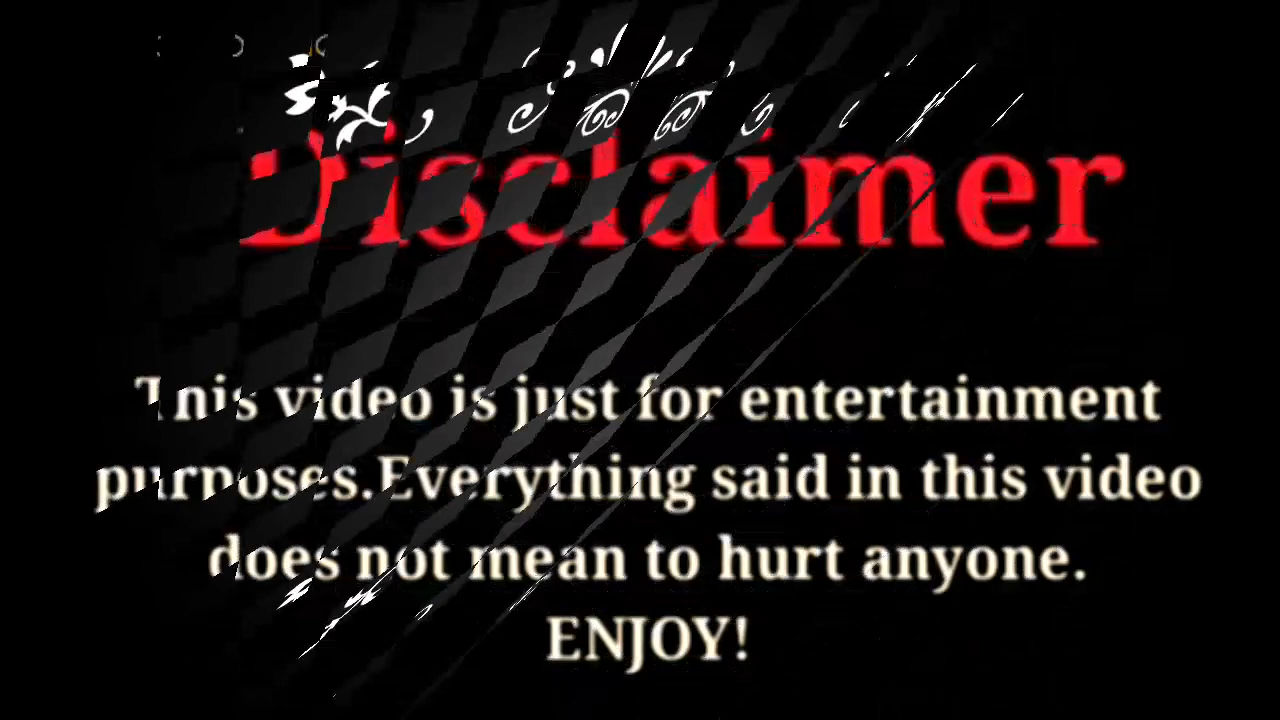 Disclaimer
This video is just for entertainment
purposes.Everything said in this video
does not mean to hurt anyone.
ENJOY!